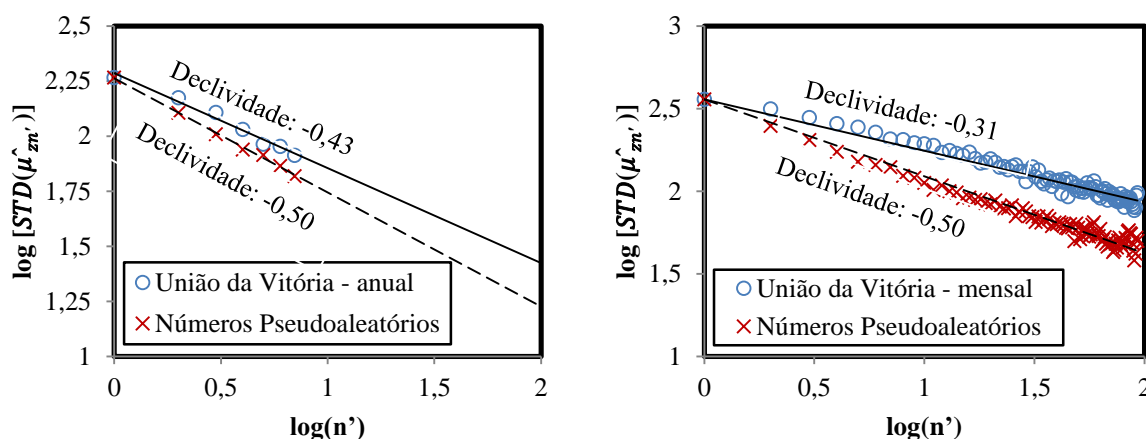 2,5
2,25
2
1,75
1,5
1,25
1
log [STD(μ̂zn')]
Declividade: -0,43
Declividade: -0,50
União da Vitória - anual
Números Pseudoaleatórios
0
0,5
1
1,5
2
log(n’)
3
2,5
2
1,5
1
log [STD(μ̂zn')]
Declividade: -0,31
Declividade: -0,50
União da Vitória - mensal
Números Pseudoaleatórios
0
0,5
1
1,5
2
log(n’)